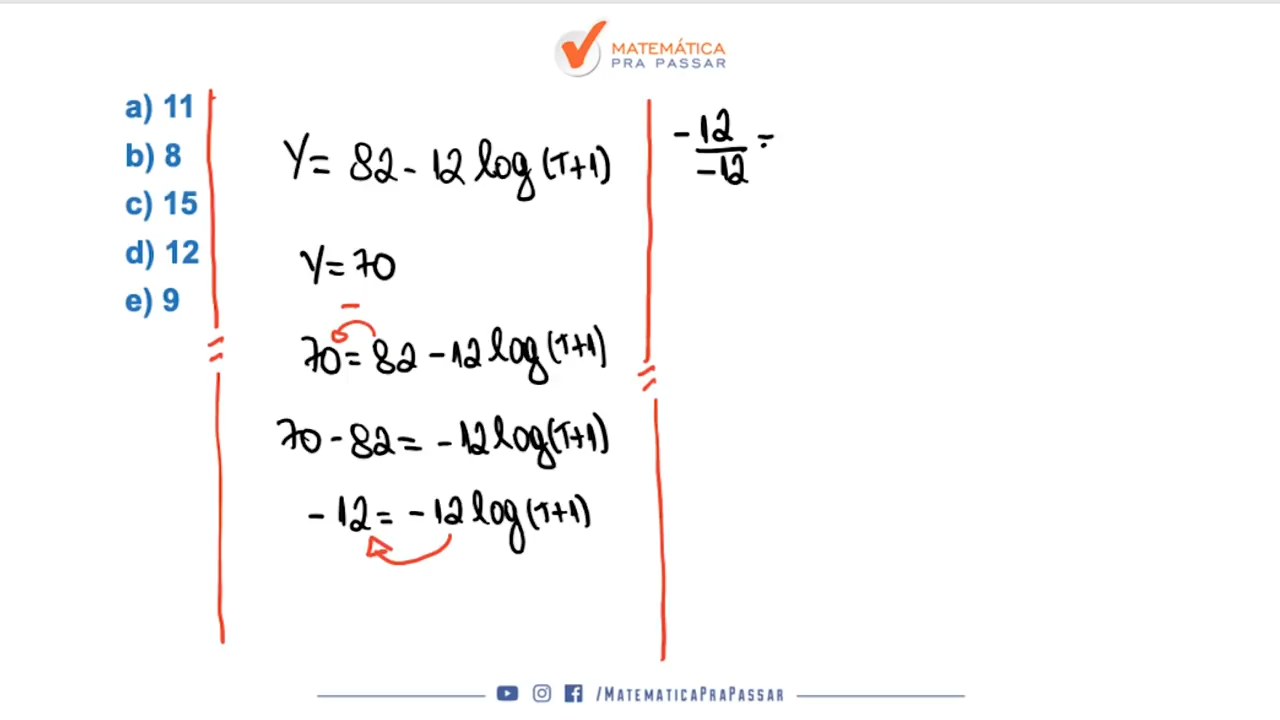 MATEMÁTICA
PRA PASSAR
a) 11
b) 8
c) 15
d) 12
e) 9
Y = 82 - 12 log (T+1)
Y = 70
-
70 = 82 - 12 log (T+1)
70 - 82 = - 12 log (T+1)
- 12 = - 12 log (T+1)
- 12 =
- 12
/MATEMATICAPRAPASSAR